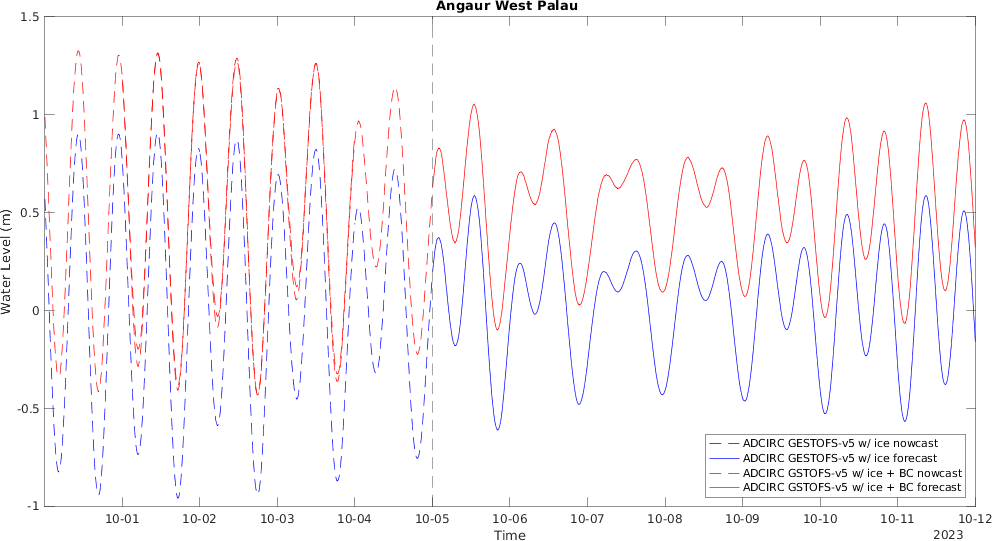 Angaur West Palau
Water Level (m)
1.5
1
0.5
0
-0.5
-1
10-01 10-02 10-03 10-04 10-05 10-06 10-07 10-08 10-09 10-10 10-11 10-12
Time
2023
ADCIRC GESTOFS-v5 w/ ice nowcast
ADCIRC GESTOFS-v5 w/ ice forecast
ADCIRC GSTOFS-v5 w/ ice + BC nowcast
ADCIRC GSTOFS-v5 w/ ice + BC forecast